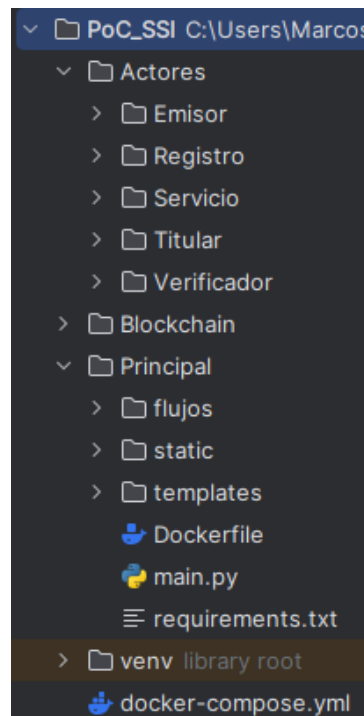 PoC_SSI C:\Users\Marcos
Actores
Emisor
Registro
Servicio
Titular
Verificador
Blockchain
Principal
flujos
static
templates
Dockerfile
main.py
requirements.txt
venv library root
docker-compose.yml